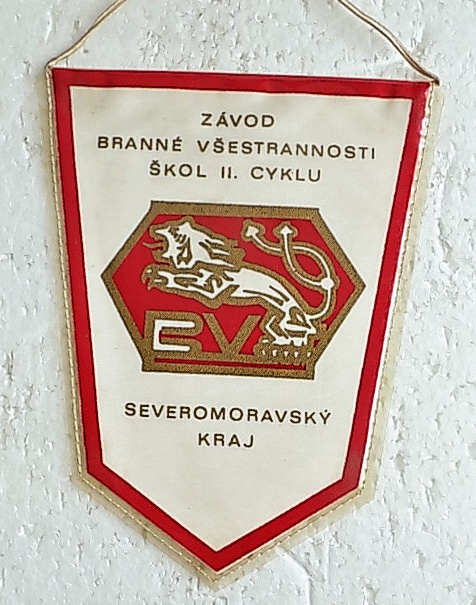 ZÁVOD
BRANNÉ VŠESTRANNOSTI
ŠKOL II. CYKLU
BV
SEVEROMORAVSKÝ
KRAJ